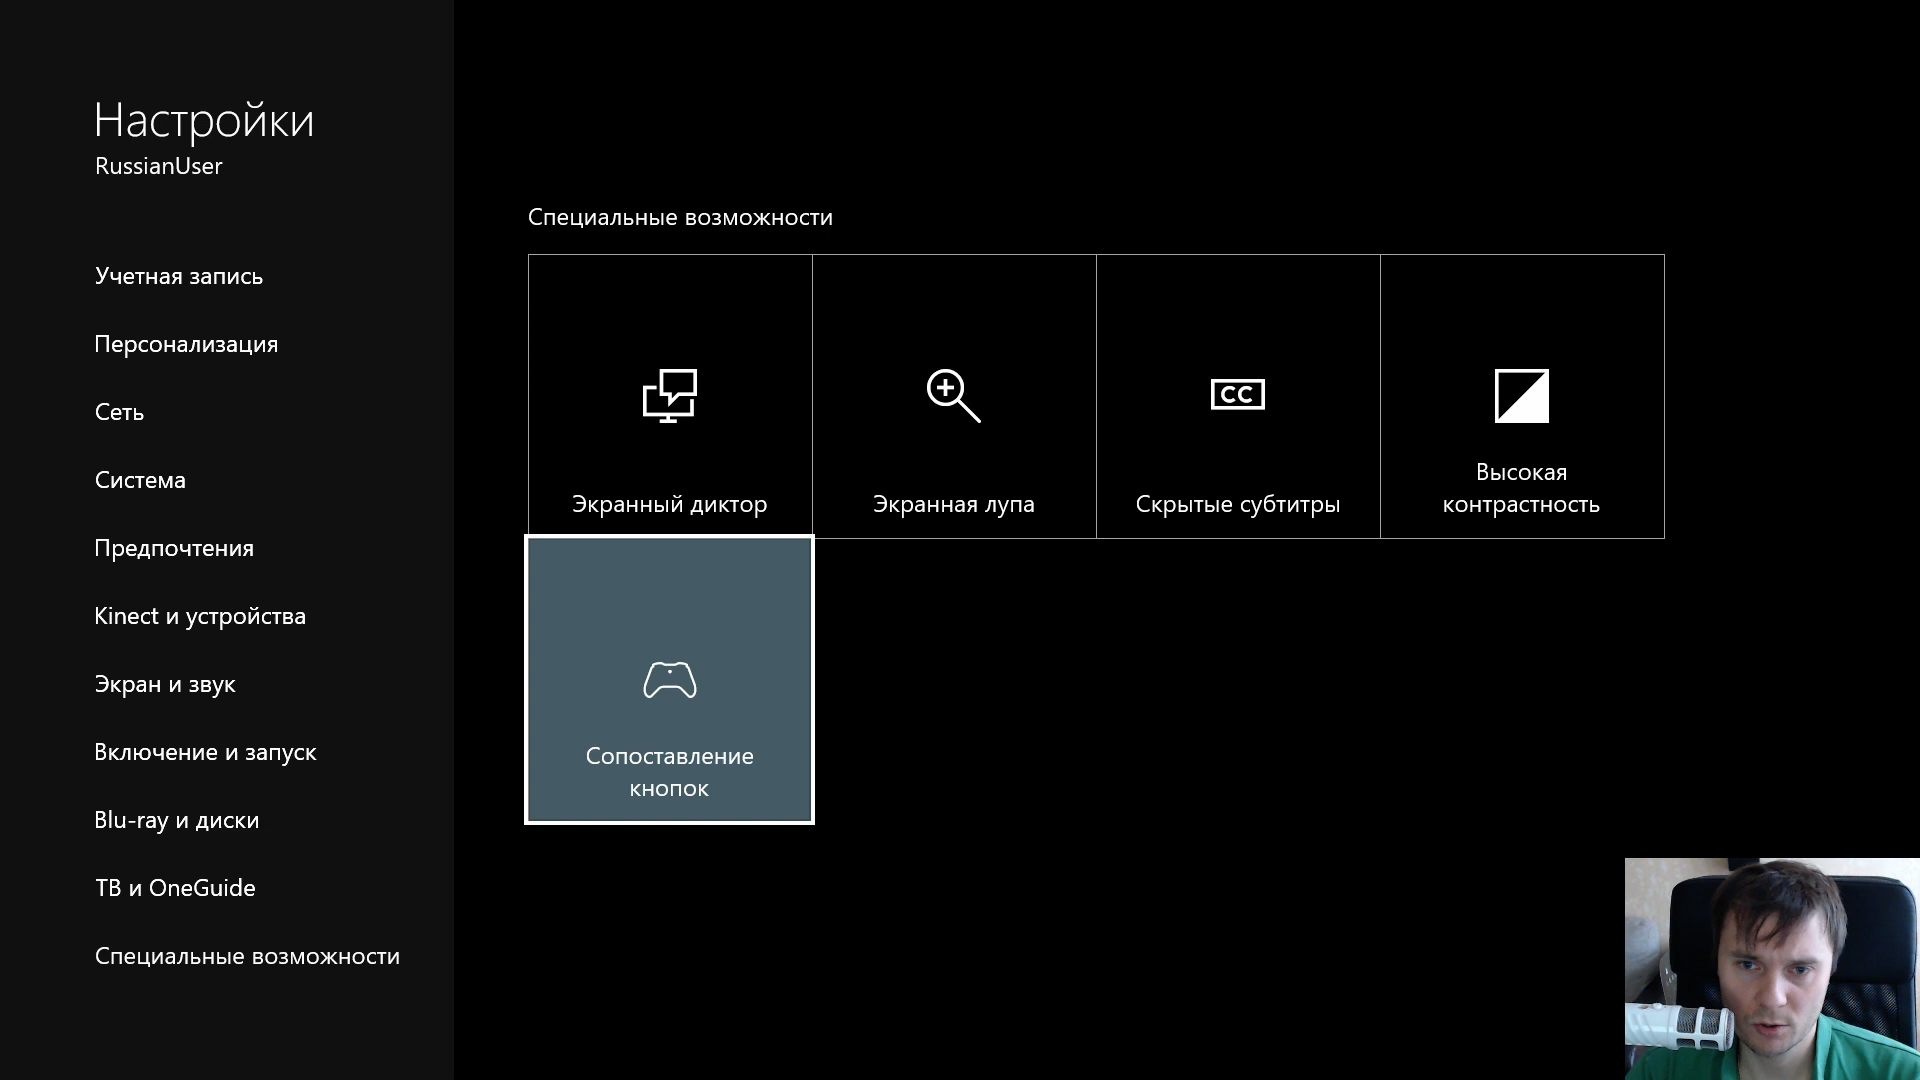 Настройки
RussianUser
Учетная запись
Персонализация
Сеть
Система
Предпочтения
Kinect и устройства
Экран и звук
Включение и запуск
Blu-ray и диски
ТВ и OneGuide
Специальные возможности
Специальные возможности
Экранный диктор
Экранная лупа
CC
Скрытые субтитры
Высокая
контрастность
Сопоставление
кнопок